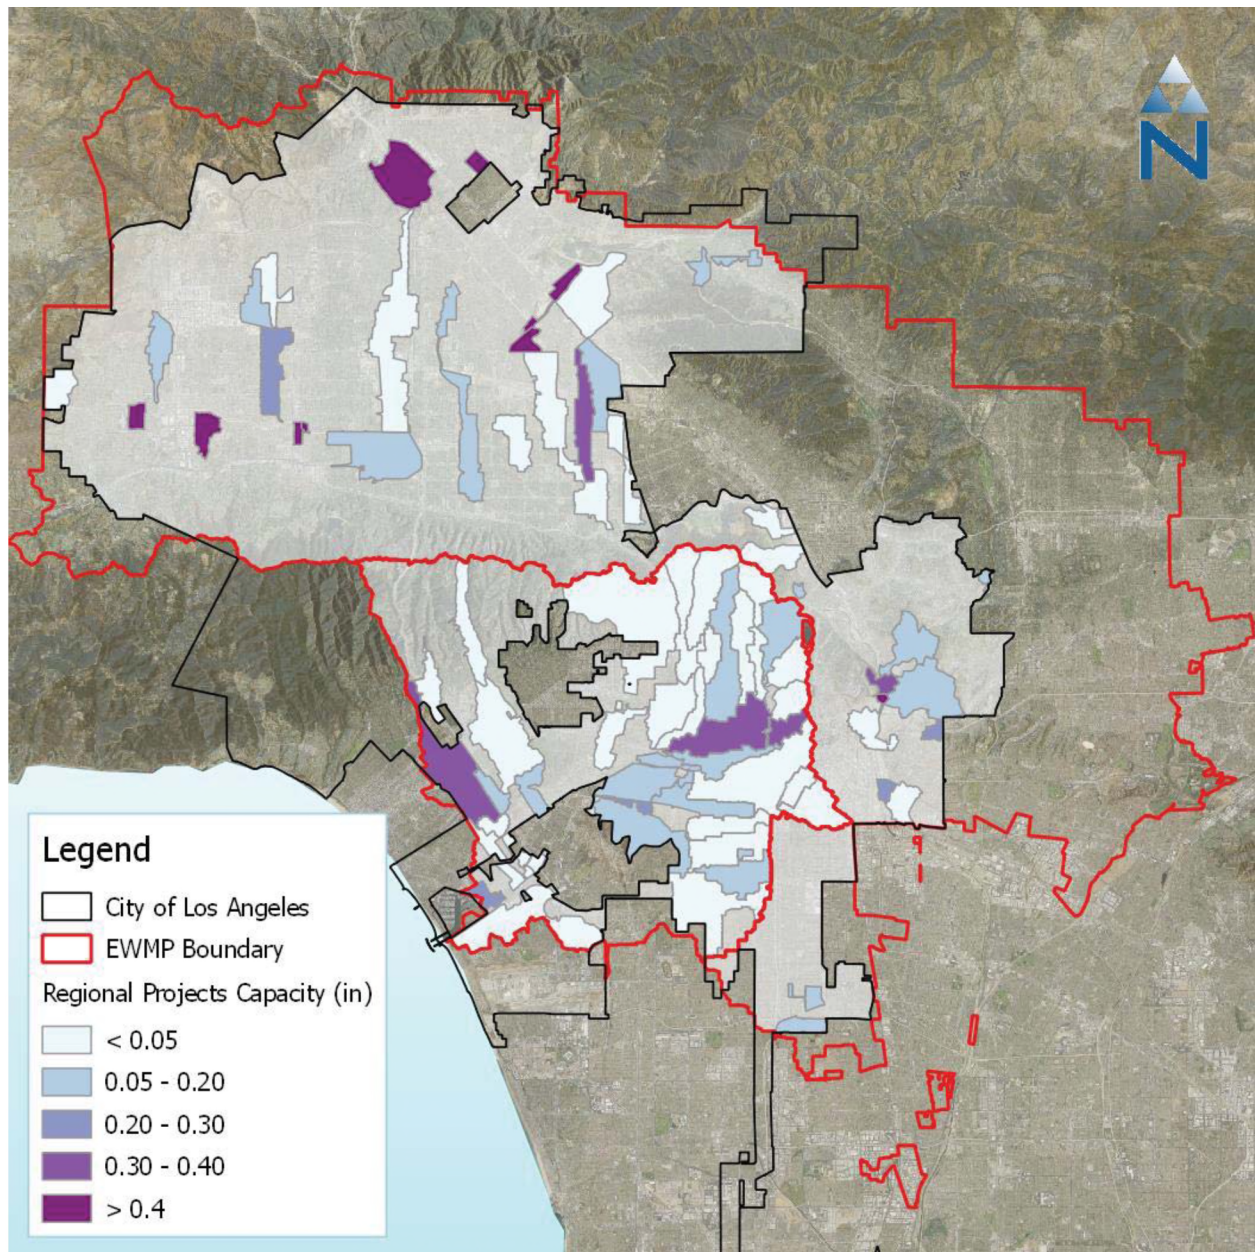 N
Legend
City of Los Angeles
EWMP Boundary
Regional Projects Capacity (in)
< 0.05
0.05 - 0.20
0.20 - 0.30
0.30 - 0.40
> 0.4